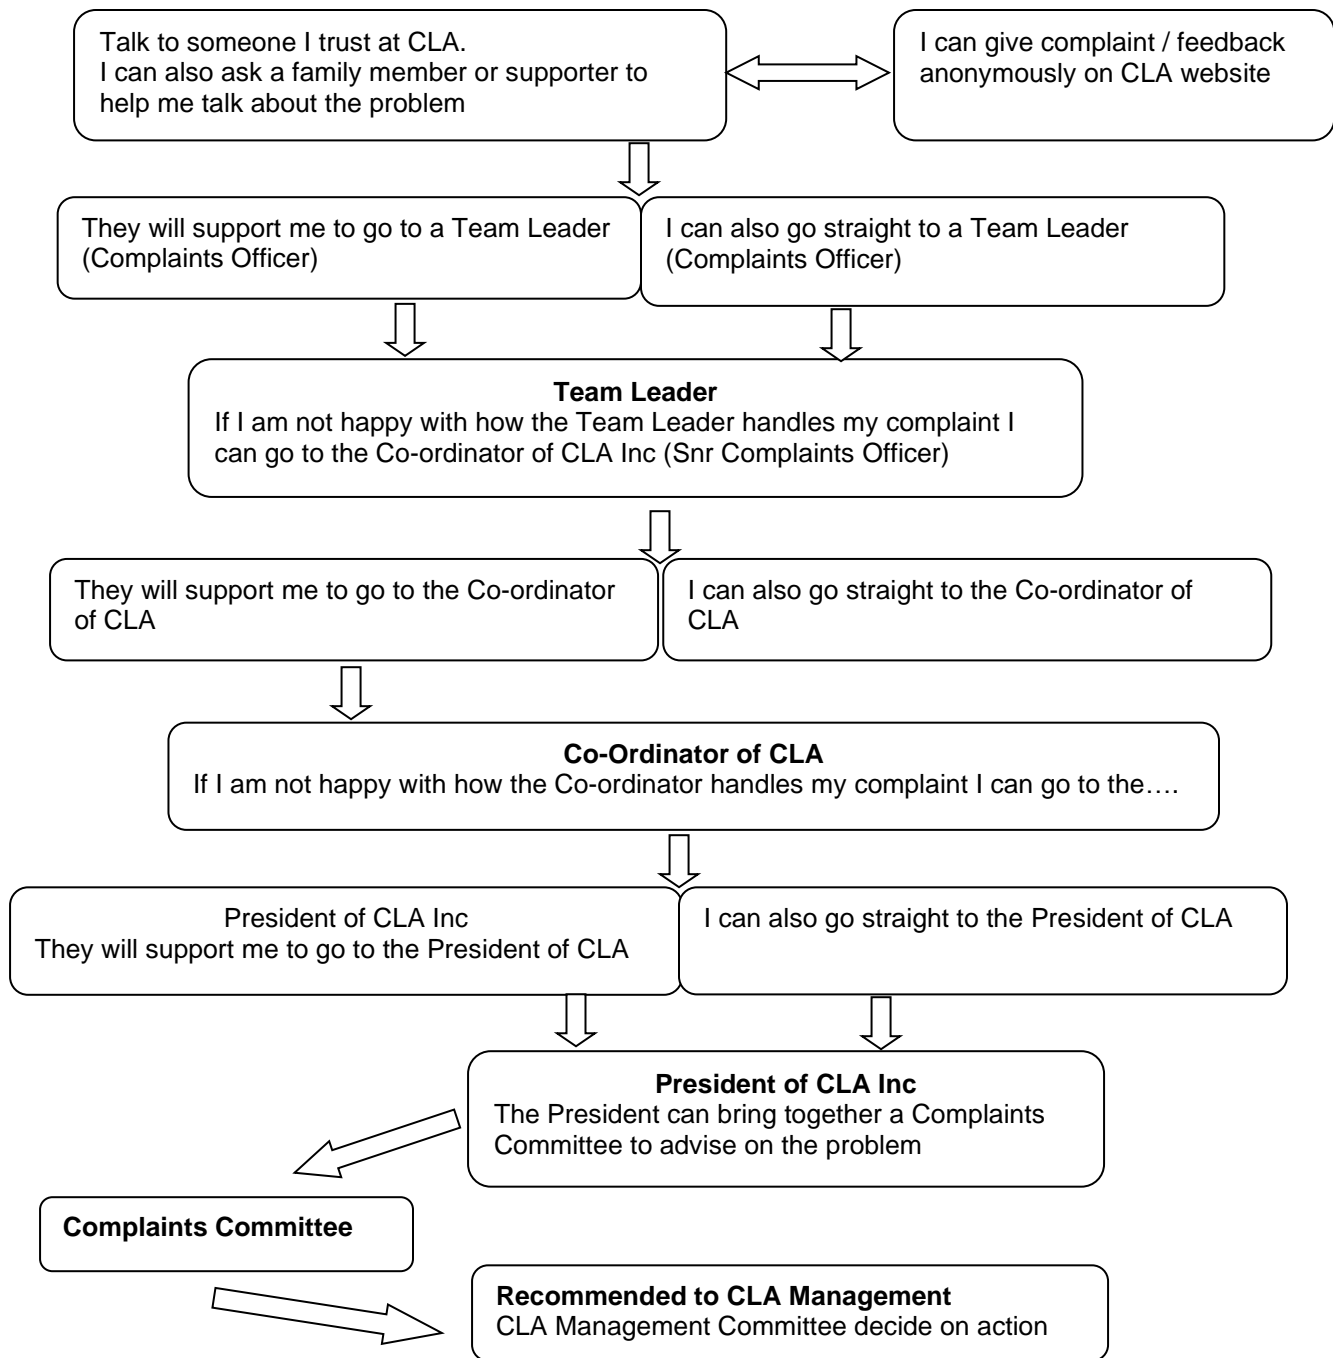 Talk to someone I trust at CLA.
I can also ask a family member or supporter to
help me talk about the problem
I can give complaint / feedback
anonymously on CLA website
They will support me to go to a Team Leader
(Complaints Officer)
I can also go straight to a Team Leader
(Complaints Officer)
Team Leader
If I am not happy with how the Team Leader handles my complaint I
can go to the Co-ordinator of CLA Inc (Snr Complaints Officer)
They will support me to go to the Co-ordinator
of CLA
I can also go straight to the Co-ordinator of
CLA
Co-Ordinator of CLA
If I am not happy with how the Co-ordinator handles my complaint I can go to the….
President of CLA Inc
They will support me to go to the President of CLA
I can also go straight to the President of CLA
President of CLA Inc
The President can bring together a Complaints
Committee to advise on the problem
Complaints Committee
Recommended to CLA Management
CLA Management Committee decide on action